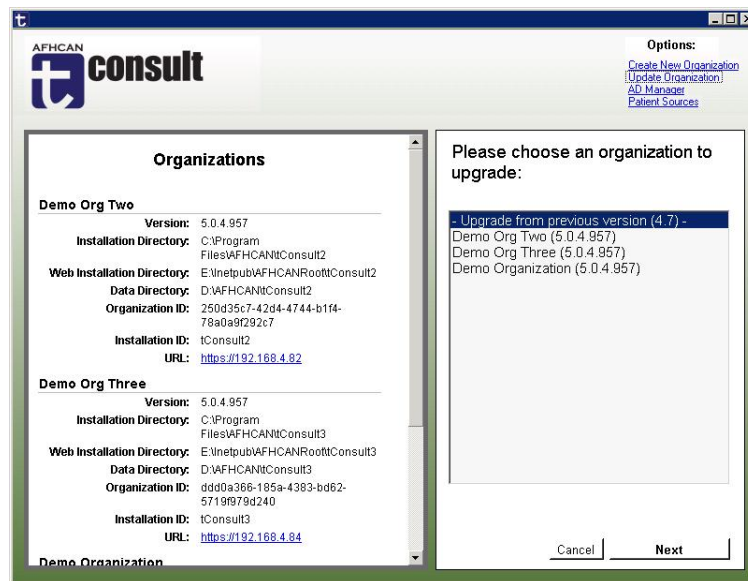 t
AFHCAN
t consult
Options:
Create New Organization
Update Organization
AD Manager
Patient Sources
Organizations
Demo Org Two
Version: 5.0.4.957
Installation Directory: C:\Program
Files\AFHCAN\tConsult2
Web Installation Directory: E:\Inetpub\AFHCANRoot\tConsult2
Data Directory: D:\AFHCAN\tConsult2
Organization ID: 250d35c7-42d4-4744-b1f4-
78a0a9f292c7
Installation ID: tConsult2
URL: https://192.168.4.82
Demo Org Three
Version: 5.0.4.957
Installation Directory: C:\Program
Files\AFHCAN\tConsult3
Web Installation Directory: E:\Inetpub\AFHCANRoot\tConsult3
Data Directory: D:\AFHCAN\tConsult3
Organization ID: ddd0a366-185a-4383-bd62-
5719f979d240
Installation ID: tConsult3
URL: https://192.168.4.84
Demo Organization
Please choose an organization to
upgrade:
- Upgrade from previous version (4.7) -
Demo Org Two (5.0.4.957)
Demo Org Three (5.0.4.957)
Demo Organization (5.0.4.957)
Cancel Next